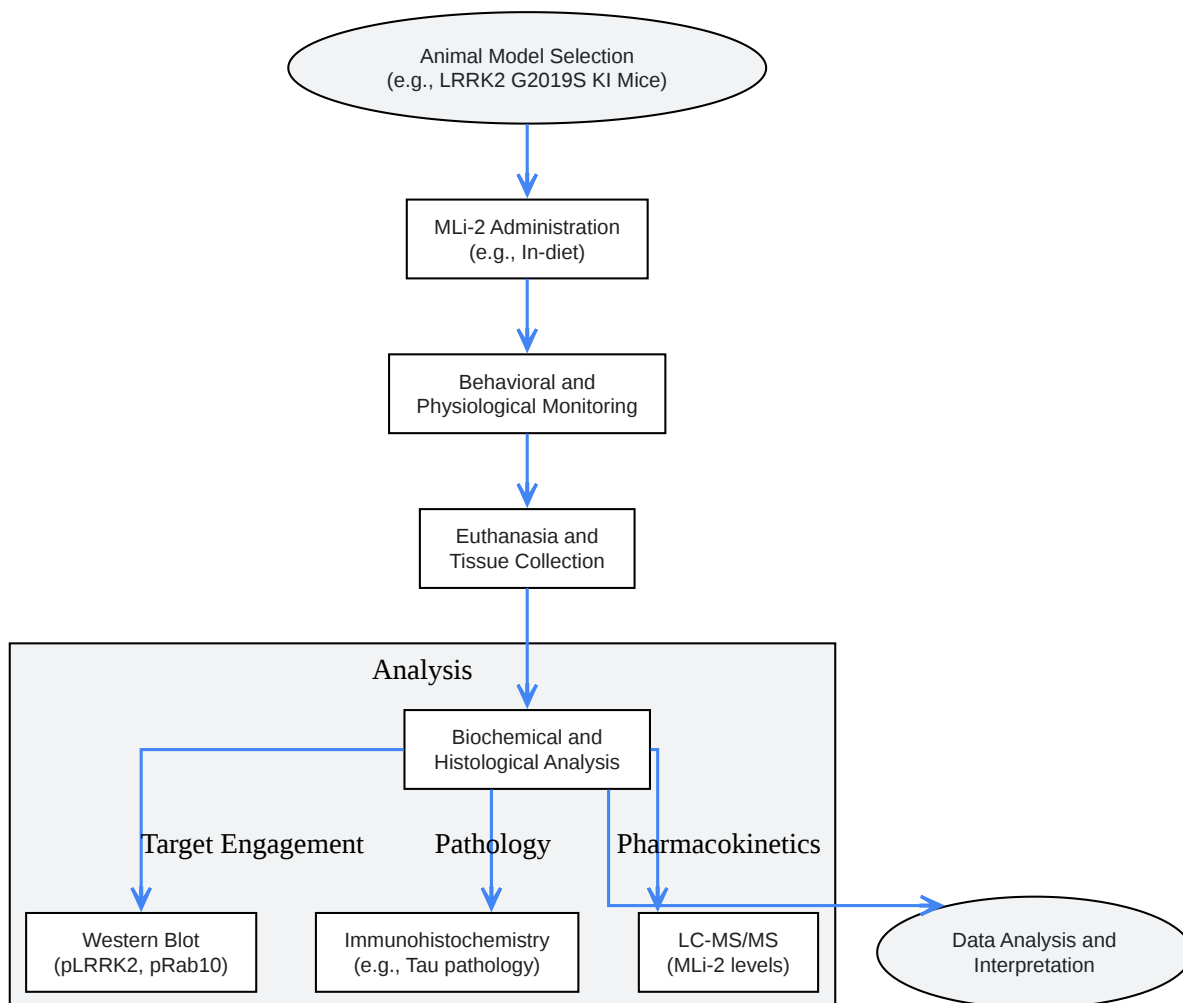 Animal Model Selection
(e.g., LRRK2 G2019S KI Mice)
MLi-2 Administration
(e.g., In-diet)
Behavioral and
Physiological Monitoring
Euthanasia and
Tissue Collection
Analysis
Biochemical and
Histological Analysis
Target Engagement
Pathology
Pharmacokinetics
Western Blot
(pLRRK2, pRab10)
Immunohistochemistry
(e.g., Tau pathology)
LC-MS/MS
(MLi-2 levels)
Data Analysis and
Interpretation